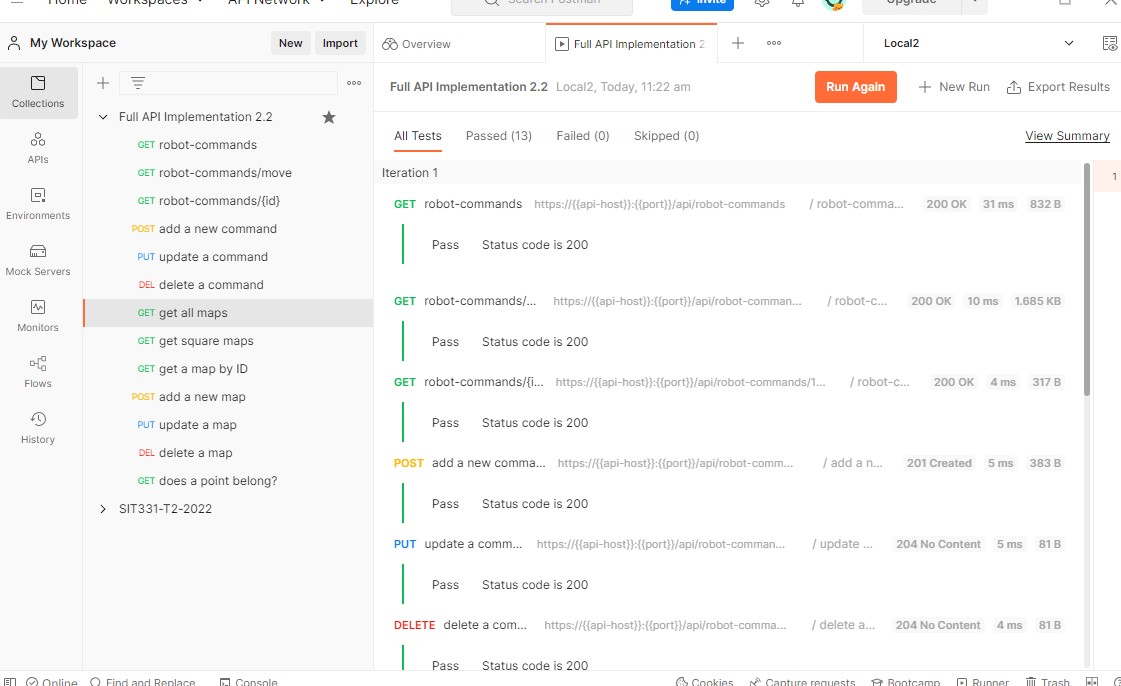 Home Workspaces API Network Explore Search Postman Invite Upgrade
My Workspace New Import
Overview
Full API Implementation 2
Local2
Collections
APIs
Environments
Mock Servers
Monitors
Flows
History
Full API Implementation 2.2
GET robot-commands
GET robot-commands/move
GET robot-commands/{id}
POST add a new command
PUT update a command
DEL delete a command
GET get all maps
GET get square maps
GET get a map by ID
POST add a new map
PUT update a map
DEL delete a map
GET does a point belong?
SIT331-T2-2022
Full API Implementation 2.2 Local2, Today, 11:22 am Run Again New Run Export Results
All Tests Passed (13) Failed (0) Skipped (0) View Summary
Iteration 1
1
GET robot-commands https://{{api-host}}:{{port}}/api/robot-commands / robot-comma... 200 OK 31 ms 832 B
Pass Status code is 200
GET robot-commands/... https://{{api-host}}:{{port}}/api/robot-comman... / robot-c... 200 OK 10 ms 1.685 KB
Pass Status code is 200
GET robot-commands/{i... https://{{api-host}}:{{port}}/api/robot-commands/1... / robot-c... 200 OK 4 ms 317 B
Pass Status code is 200
POST add a new comma... https://{{api-host}}:{{port}}/api/robot-comm... / add a n... 201 Created 5 ms 383 B
Pass Status code is 200
PUT update a comm... https://{{api-host}}:{{port}}/api/robot-comman... / update ... 204 No Content 5 ms 81 B
Pass Status code is 200
DELETE delete a com... https://{{api-host}}:{{port}}/api/robot-comma... / delete a... 204 No Content 4 ms 81 B
Pass Status code is 200
Online Find and Replace Console Cookies Capture requests Bootcamp Runner Trash